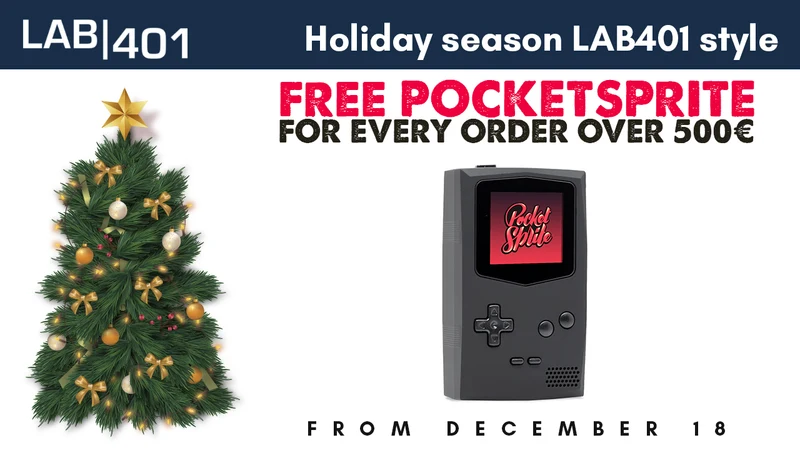 LAB|401
Holiday season LAB401 style
FREE POCKETSPRITE
FOR EVERY ORDER OVER 500€
Pocket
Sprite
FROM DECEMBER 18